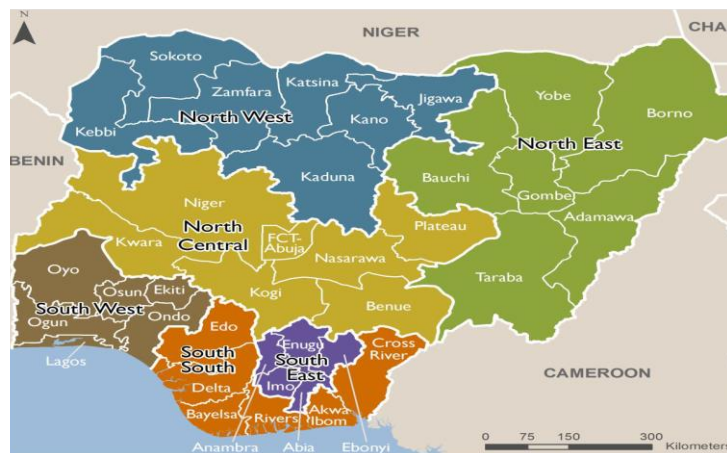 N
NIGER
CHA
Sokoto
Zamfara
Katsina
Jigawa
Yobe
Borno
North West
Kano
Kebbi
North East
BENIN
Kaduna
Bauchi
Gombe
Niger
Adamawa
North
Central
FCT-
Abuja
Plateau
Kwara
Nasarawa
Taraba
Oyo
Kogi
Benue
Osun
Ekiti
South West
Ogun
Ondo
Edo
Cross
River
Lagos
South
South
Enugu
South
East
CAMEROON
Delta
Imo
Bayelsa
Rivers
Akwa
Ibom
Anambra
Abia
Ebonyi
0 75 150 300
Kilometers